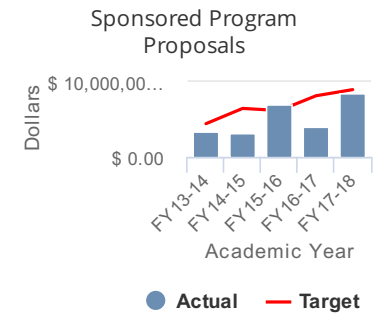 Sponsored Program
Proposals
Dollars
$ 10,000,00...
$ 0.00
FY13-14
FY14-15
FY15-16
FY16-17
FY17-18
Academic Year
Actual
Target